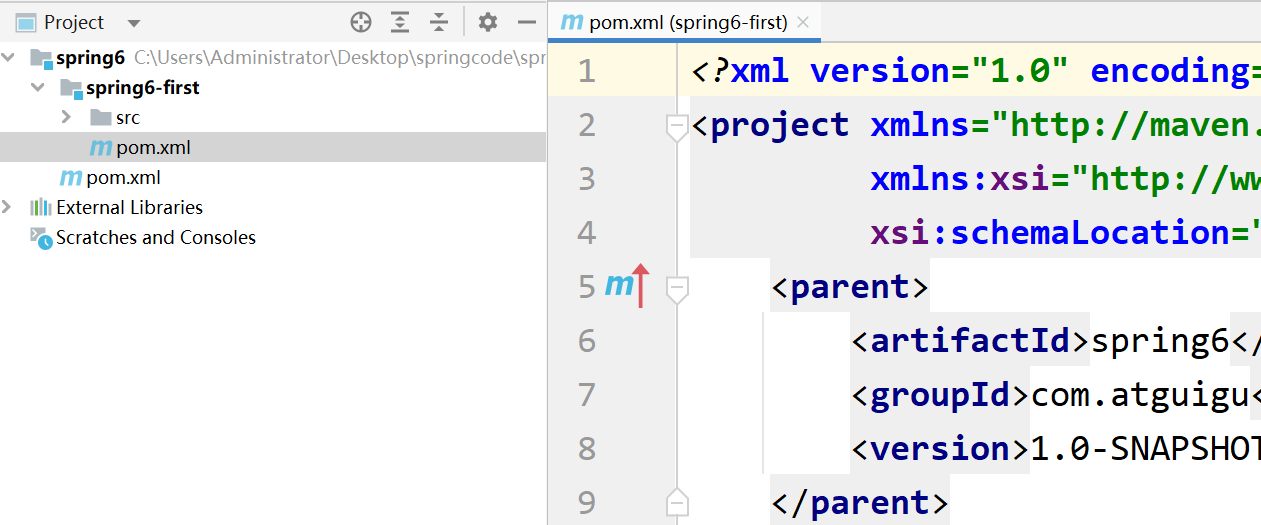 Project
spring6 C:\Users\Administrator\Desktop\springcode\spr
spring6-first
src
m pom.xml
m pom.xml
External Libraries
Scratches and Consoles
m pom.xml (spring6-first)
1 <?xml version="1.0" encoding=
2 <project xmlns="http://maven.
3 xmlns:xsi="http://ww
4 xsi:schemaLocation="
5 m <parent>
6 <artifactId>spring6</
7 <groupId>com.atguigu<
8 <version>1.0-SNAPSHOT
9 </parent>